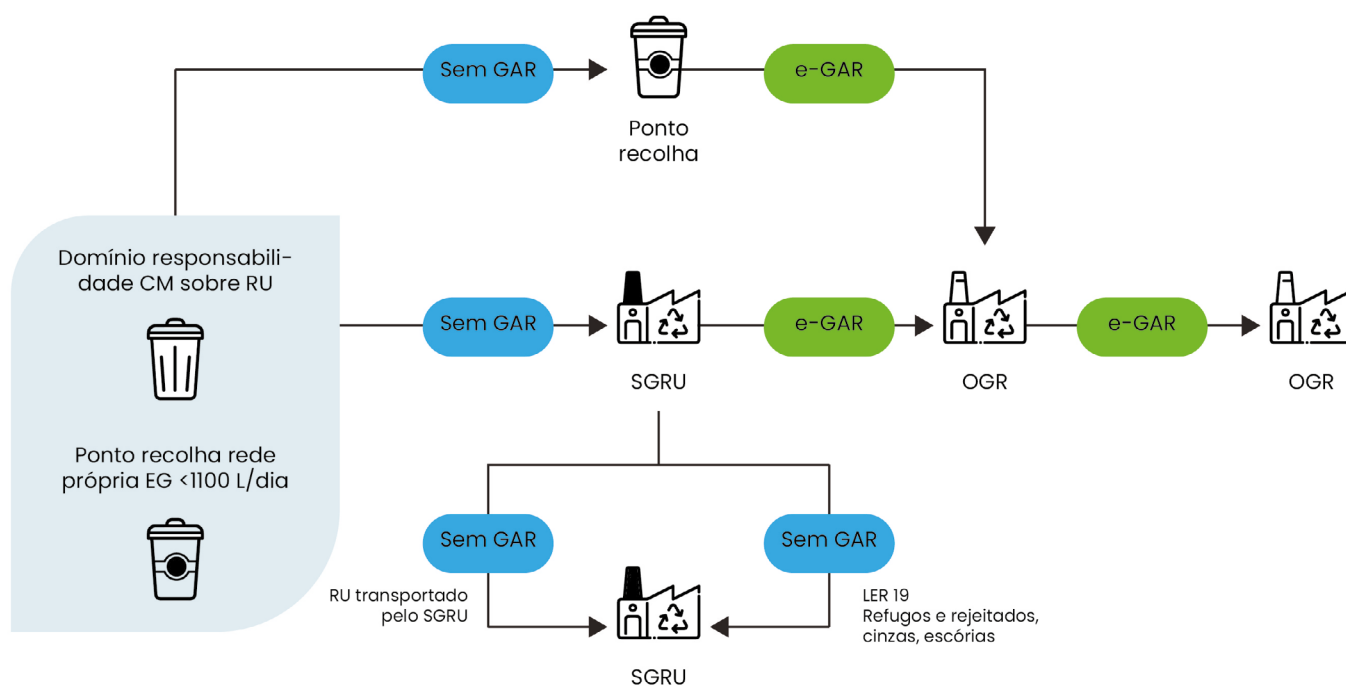 Sem GAR
e-GAR
Ponto
recolha
Domínio responsabili-
dade CM sobre RU
Ponto recolha rede
própria EG <1100 L/dia
Sem GAR
SGRU
e-GAR
OGR
e-GAR
OGR
Sem GAR
RU transportado
pelo SGRU
Sem GAR
LER 19
Refugos e rejeitados,
cinzas, escórias
SGRU